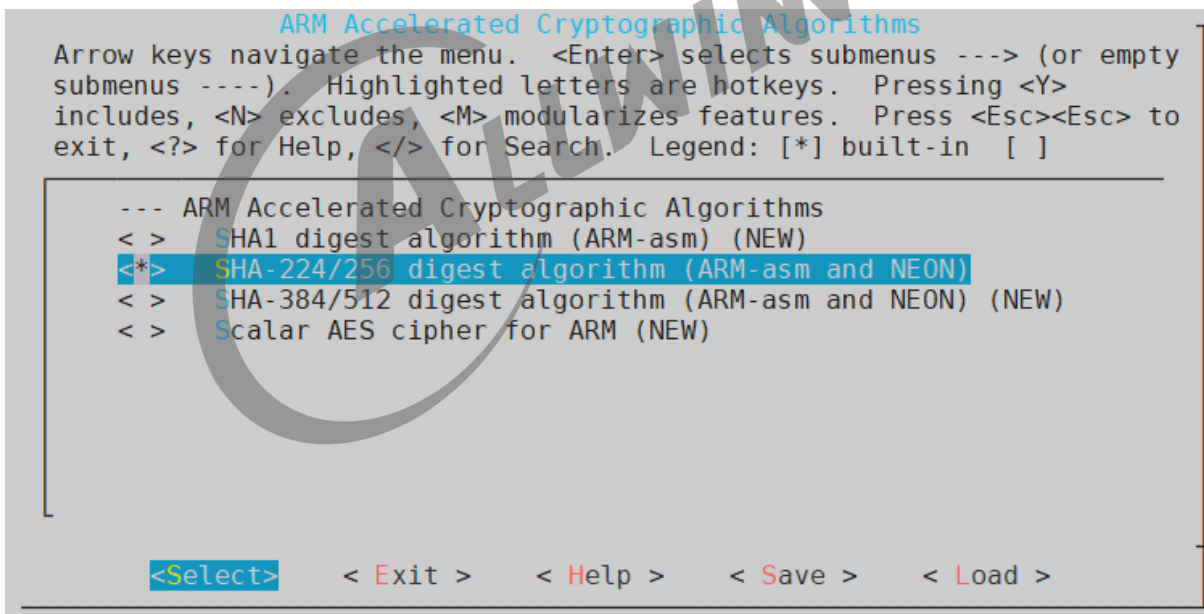 ARM Accelerated Cryptographic Algorithms
Arrow keys navigate the menu.  <Enter> selects submenus ---> (or empty
submenus ----).  Highlighted letters are hotkeys.  Pressing <Y>
includes, <N> excludes, <M> modularizes features.  Press <Esc><Esc> to
exit, <?> for Help, </> for Search.  Legend: [*] built-in  [ ]
--- ARM Accelerated Cryptographic Algorithms
< >   SHA1 digest algorithm (ARM-asm) (NEW)
<*>   SHA-224/256 digest algorithm (ARM-asm and NEON)
< >   SHA-384/512 digest algorithm (ARM-asm and NEON) (NEW)
< >   Scalar AES cipher for ARM (NEW)
<Select>    < Exit >    < Help >    < Save >    < Load >